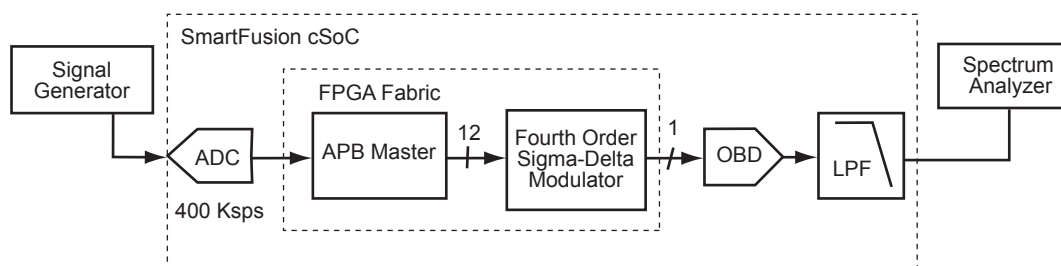 SmartFusion cSoC
Signal
Generator
FPGA Fabric
Spectrum
Analyzer
ADC
APB Master
12
Fourth Order
Sigma-Delta
Modulator
1
OBD
LPF
400 Ksps